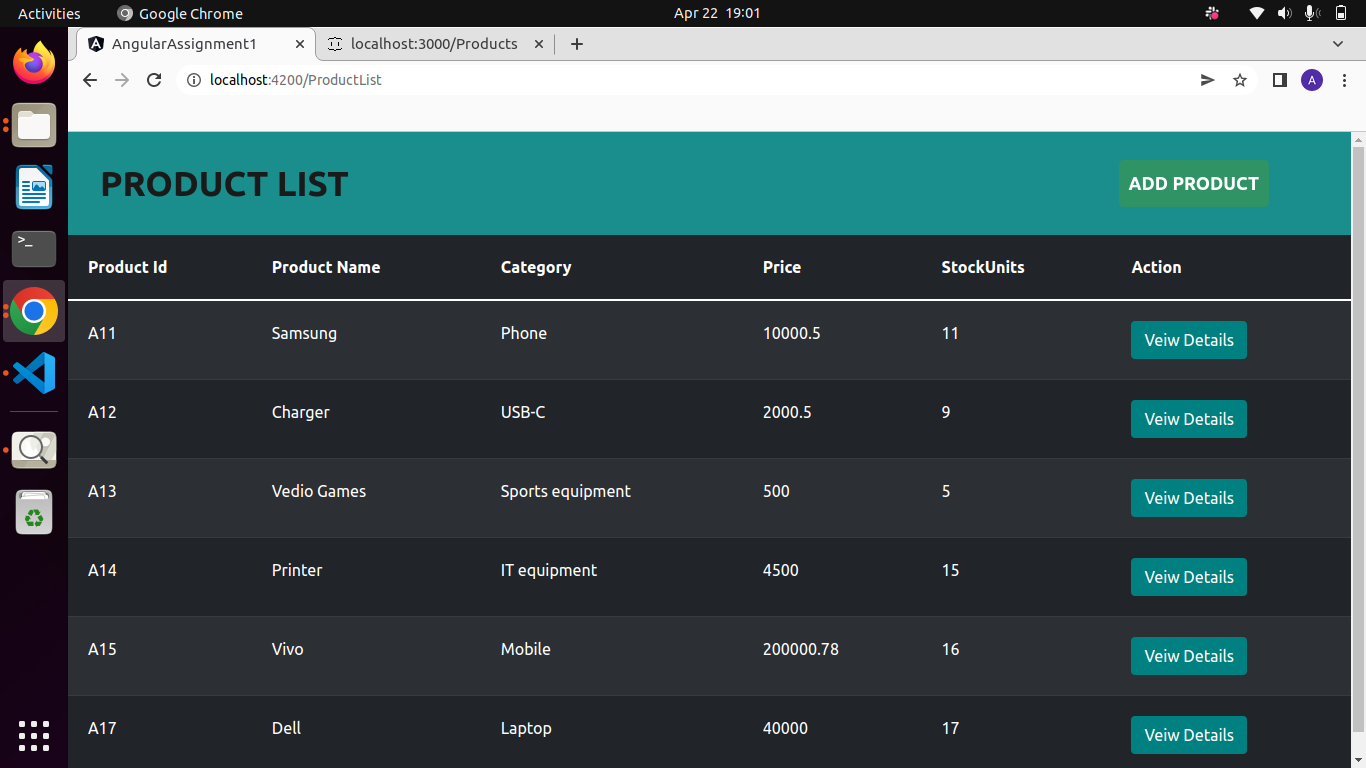 Activities Google Chrome Apr 22 19:01
AngularAssignment1 localhost:3000/Products
localhost:4200/ProductList A
PRODUCT LIST ADD PRODUCT
Product Id Product Name Category Price StockUnits Action
A11 Samsung Phone 10000.5 11 Veiw Details
A12 Charger USB-C 2000.5 9 Veiw Details
A13 Vedio Games Sports equipment 500 5 Veiw Details
A14 Printer IT equipment 4500 15 Veiw Details
A15 Vivo Mobile 200000.78 16 Veiw Details
A17 Dell Laptop 40000 17 Veiw Details